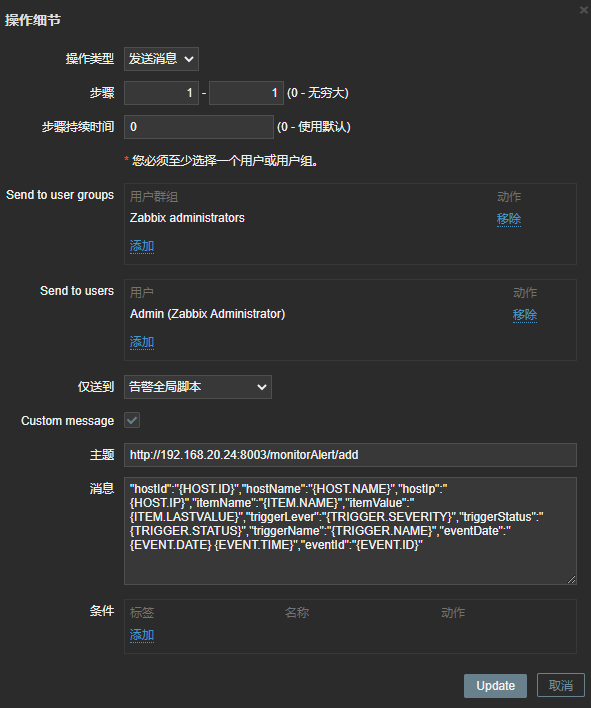 操作细节
操作类型 发送消息
步骤 1 - 1 (0 - 无穷大)
步骤持续时间 0 (0 - 使用默认)
* 您必须至少选择一个用户或用户组。
Send to user groups 用户群组 动作
Zabbix administrators 移除
添加
Send to users 用户 动作
Admin (Zabbix Administrator) 移除
添加
仅送到 告警全局脚本
Custom message
主题 http://192.168.20.24:8003/monitorAlert/add
消息 "hostId":"{HOST.ID}","hostName":"{HOST.NAME}","hostIp":"
{HOST.IP}","itemName":"{ITEM.NAME}","itemValue":"
{ITEM.LASTVALUE}","triggerLever":"{TRIGGER.SEVERITY}","triggerStatus":"
{TRIGGER.STATUS}","triggerName":"{TRIGGER.NAME}","eventDate":"
{EVENT.DATE} {EVENT.TIME}","eventId":"{EVENT.ID}"
条件 标签 名称 动作
添加
Update 取消